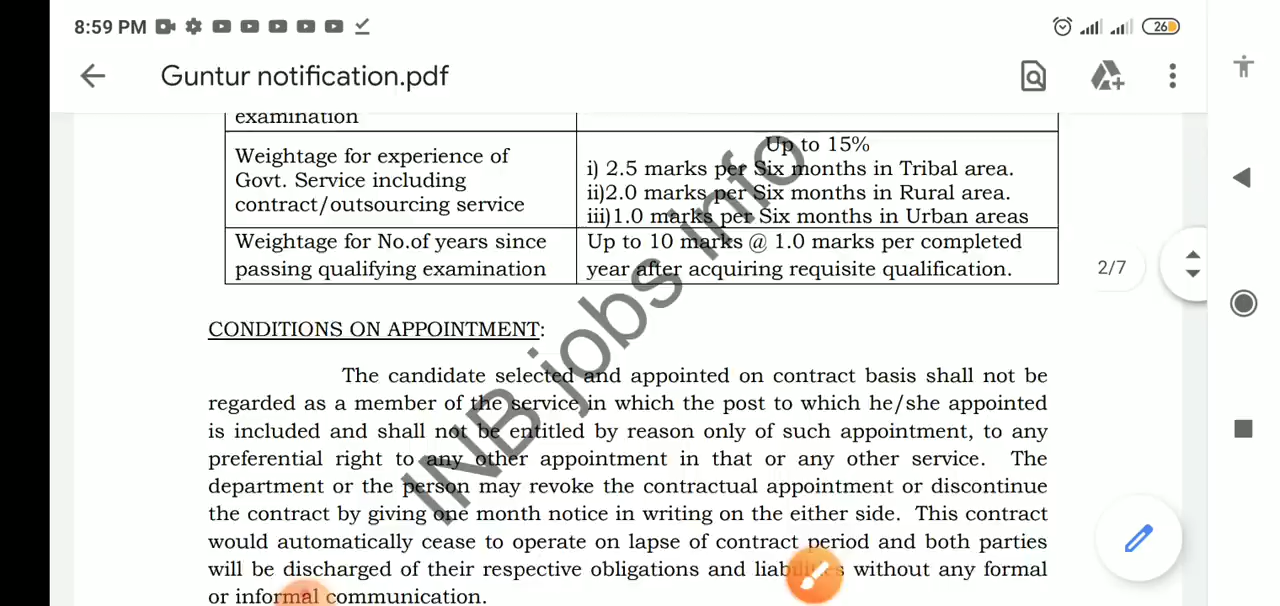 8:59 PM
26
Guntur notification.pdf
examination
Up to 15%
Weightage for experience of
Govt. Service including
contract/outsourcing service
i) 2.5 marks per Six months in Tribal area.
ii)2.0 marks per Six months in Rural area.
iii)1.0 marks per Six months in Urban areas
Weightage for No.of years since
passing qualifying examination
Up to 10 marks @ 1.0 marks per completed
year after acquiring requisite qualification.
2/7
CONDITIONS ON APPOINTMENT:
The candidate selected and appointed on contract basis shall not be
regarded as a member of the service in which the post to which he/she appointed
is included and shall not be entitled by reason only of such appointment, to any
preferential right to any other appointment in that or any other service. The
department or the person may revoke the contractual appointment or discontinue
the contract by giving one month notice in writing on the either side. This contract
would automatically cease to operate on lapse of contract period and both parties
will be discharged of their respective obligations and liabilities without any formal
or informal communication.
INB jobs info